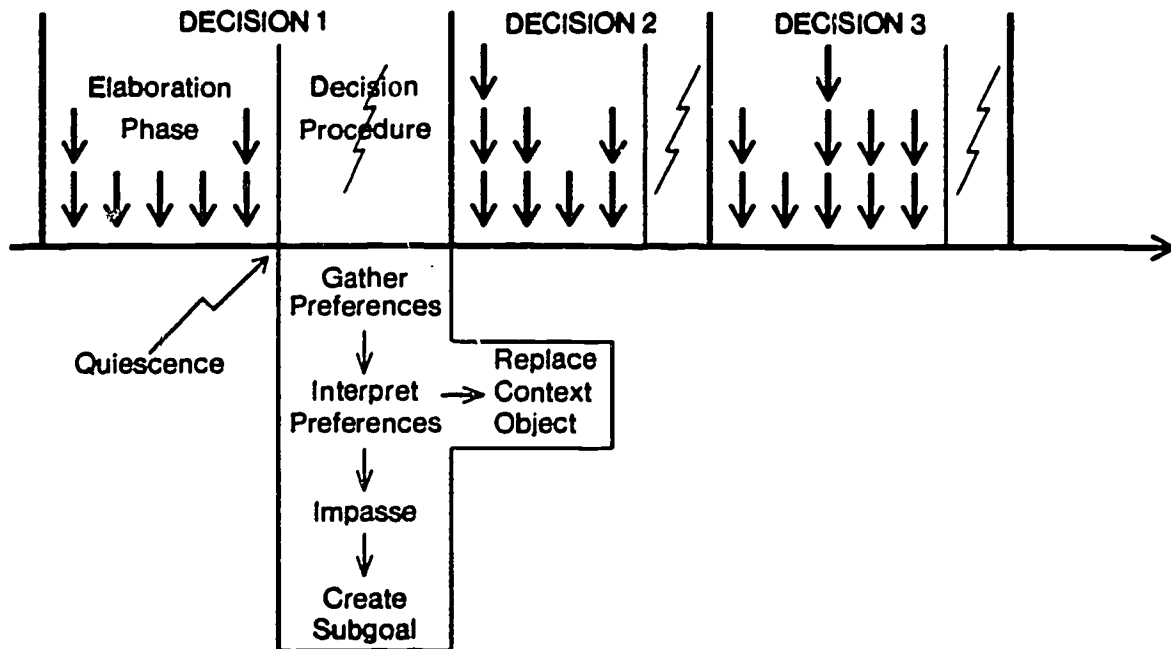 DECISION 1
DECISION 2
DECISION 3
Elaboration
Phase
Decision
Procedure
Quiescence
Gather
Preferences
Interpret
Preferences
Replace
Context
Object
Impasse
Create
Subgoal